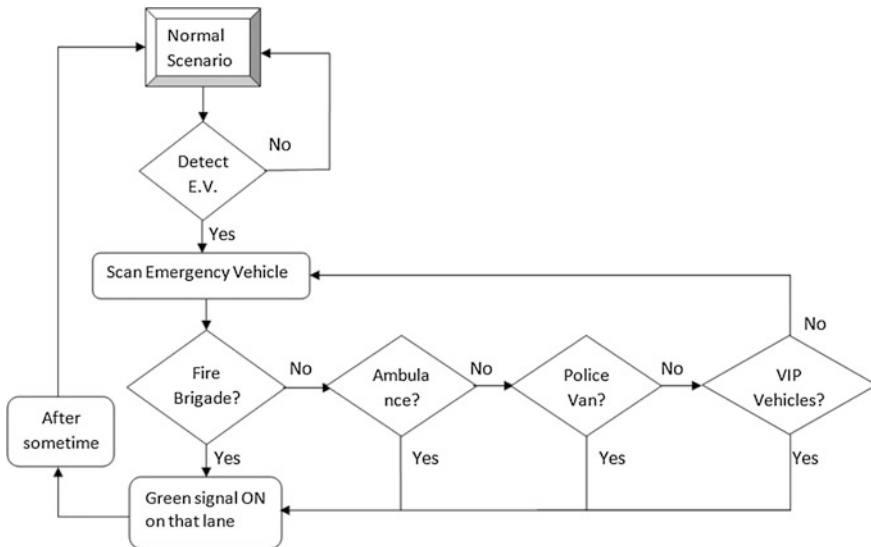 Normal
Scenario
Detect
E.V.
No
Yes
Scan Emergency Vehicle
No
Fire
Brigade?
No
Ambula
nce?
No
Police
Van?
No
VIP
Vehicles?
After
sometime
Yes
Yes
Yes
Yes
Green signal ON
on that lane